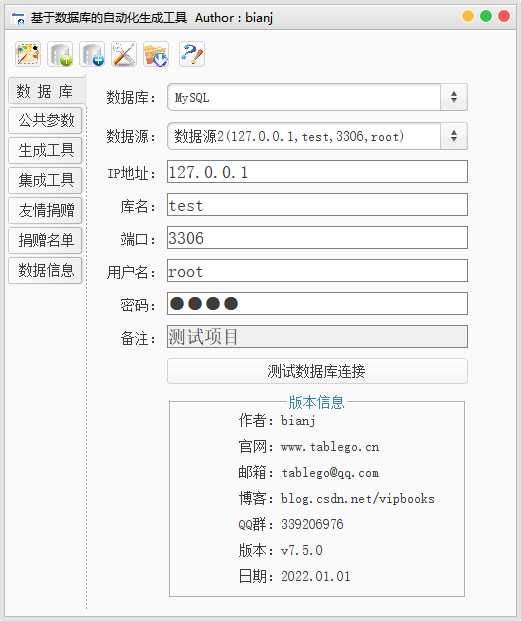 基于数据库的自动化生成工具 Author : bianj
数 据 库
公共参数
生成工具
集成工具
友情捐赠
捐赠名单
数据信息
数据库： MySQL
数据源： 数据源2(127.0.0.1,test,3306,root)
IP地址： 127.0.0.1
库名： test
端口： 3306
用户名： root
密码： ●●●●
备注： 测试项目
测试数据库连接
版本信息
作者：bianj
官网：www.tablego.cn
邮箱：tablego@qq.com
博客：blog.csdn.net/vipbooks
QQ群：339206976
版本：v7.5.0
日期：2022.01.01